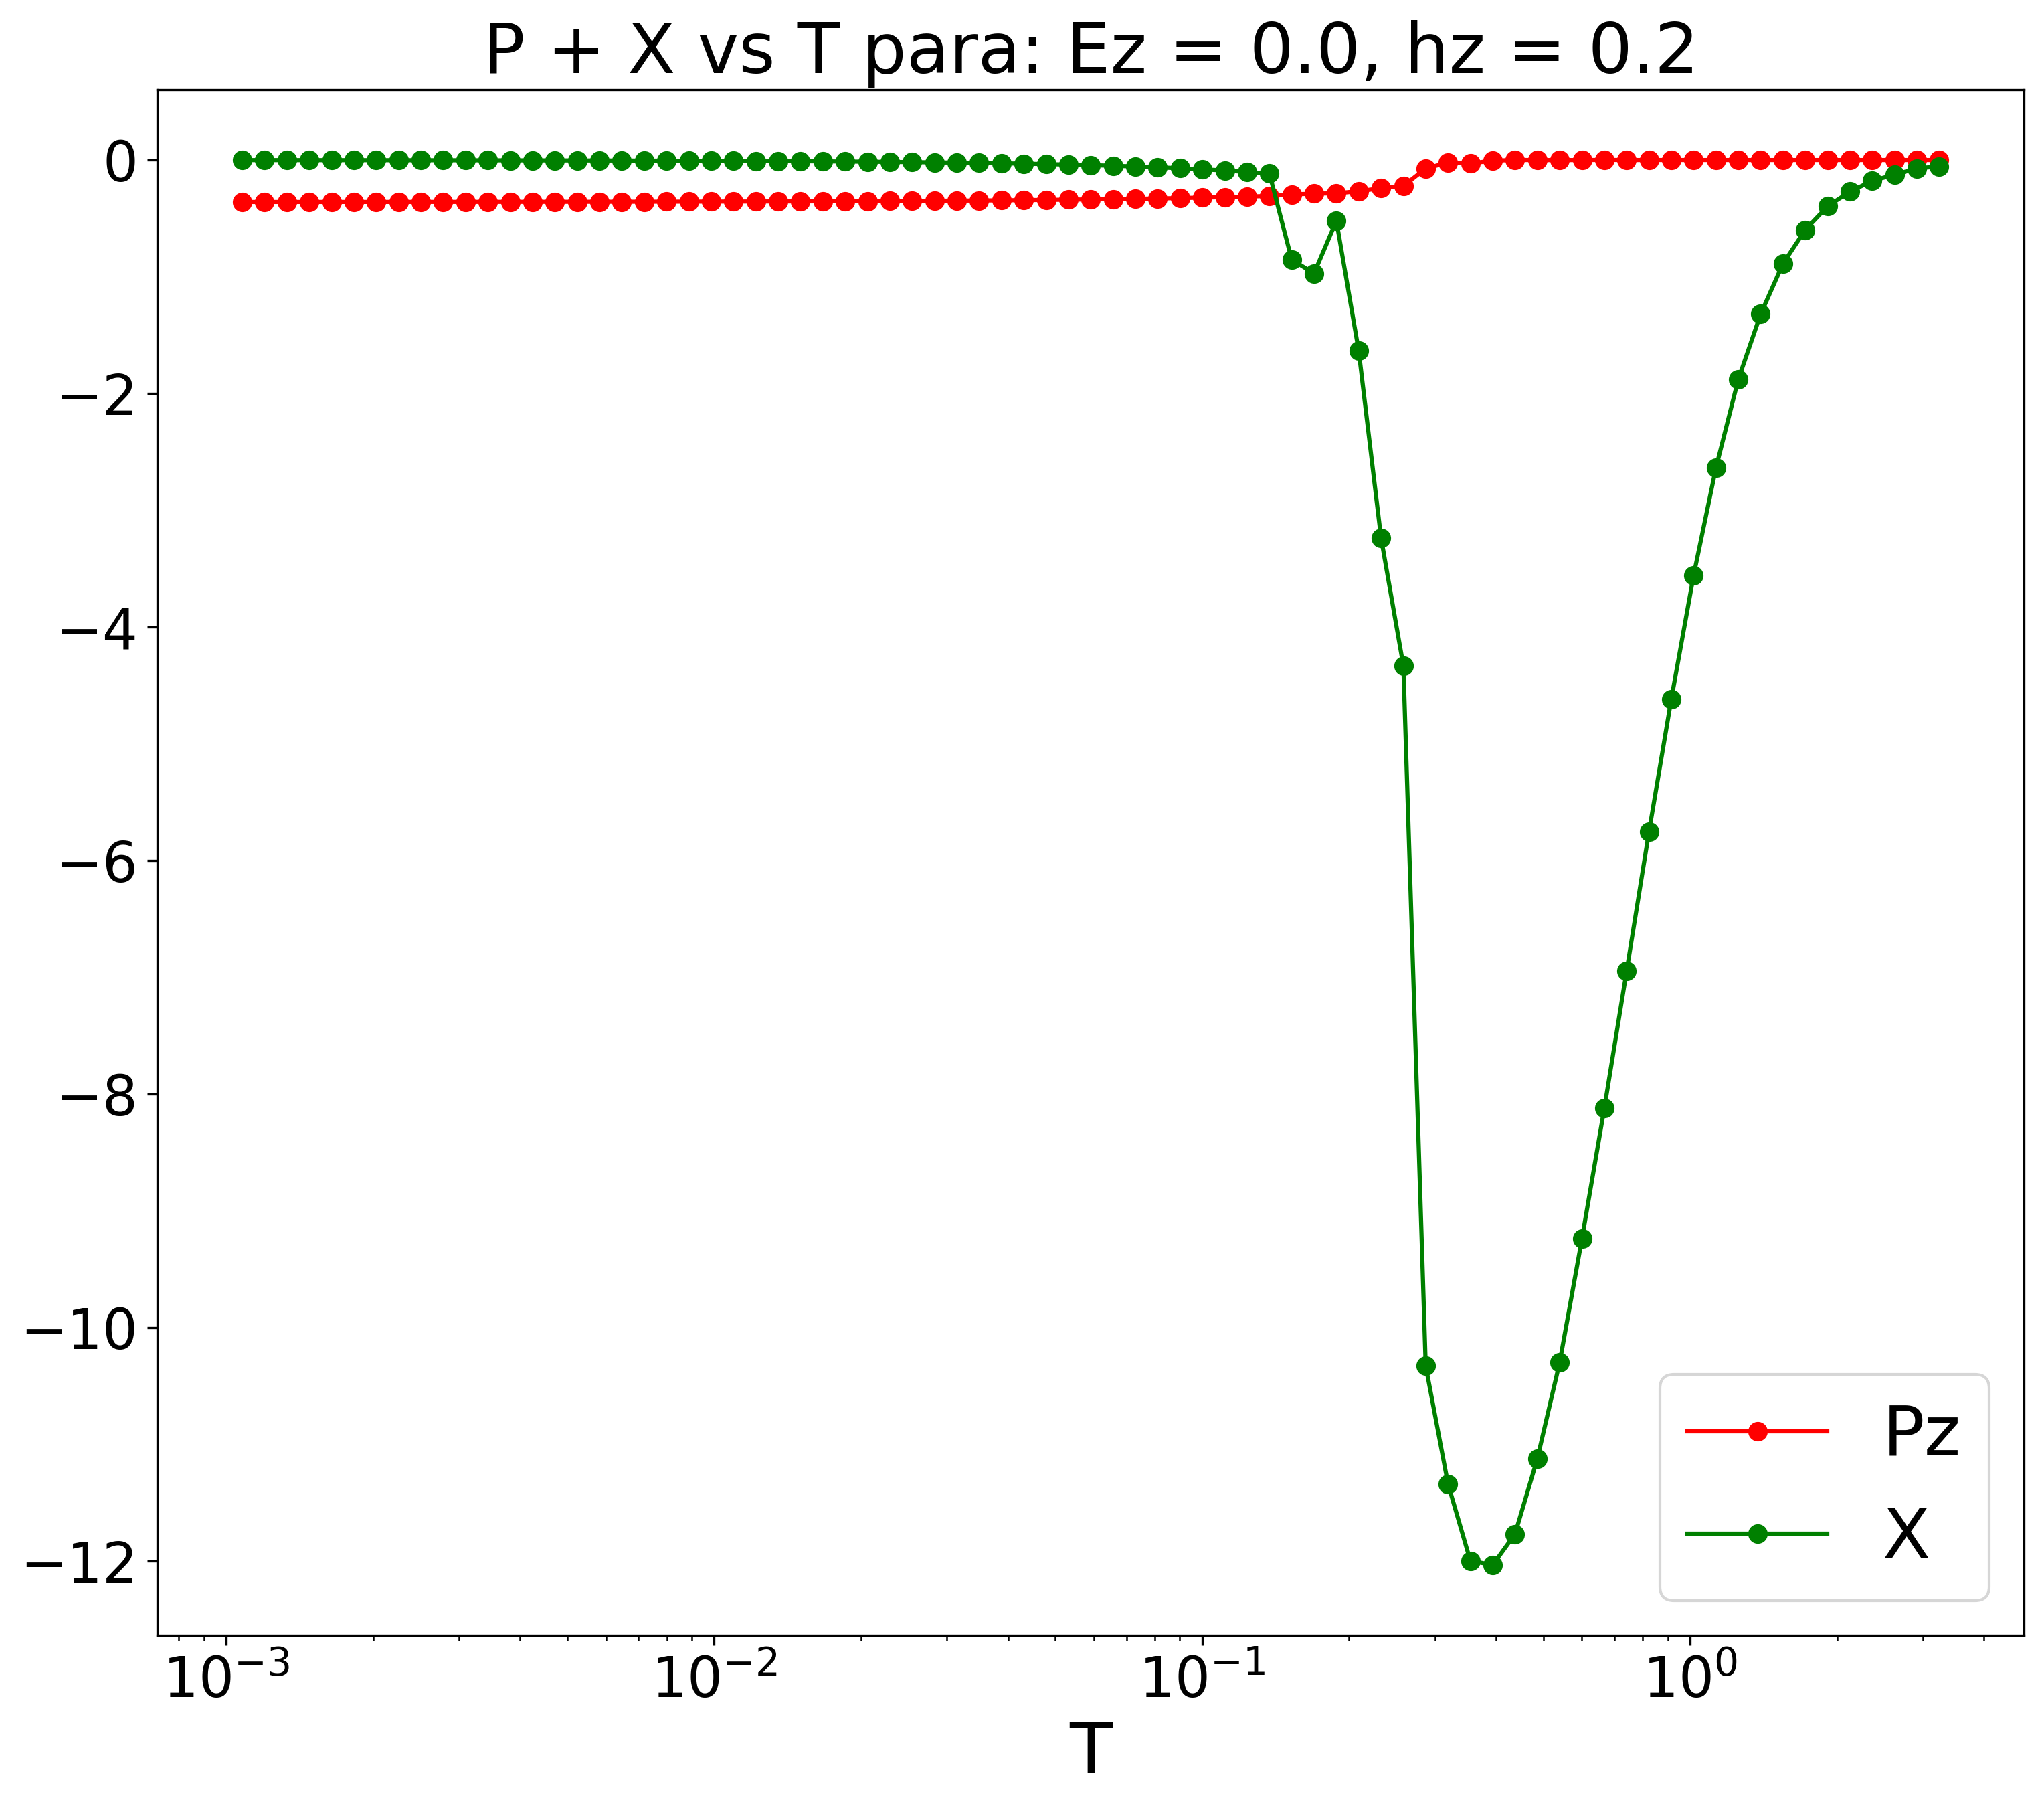 P + X vs T para: Ez = 0.0, hz = 0.2
0
−2
−4
−6
−8
−10
−12
10⁻³ 10⁻² 10⁻¹ 10⁰
T
Pz
X